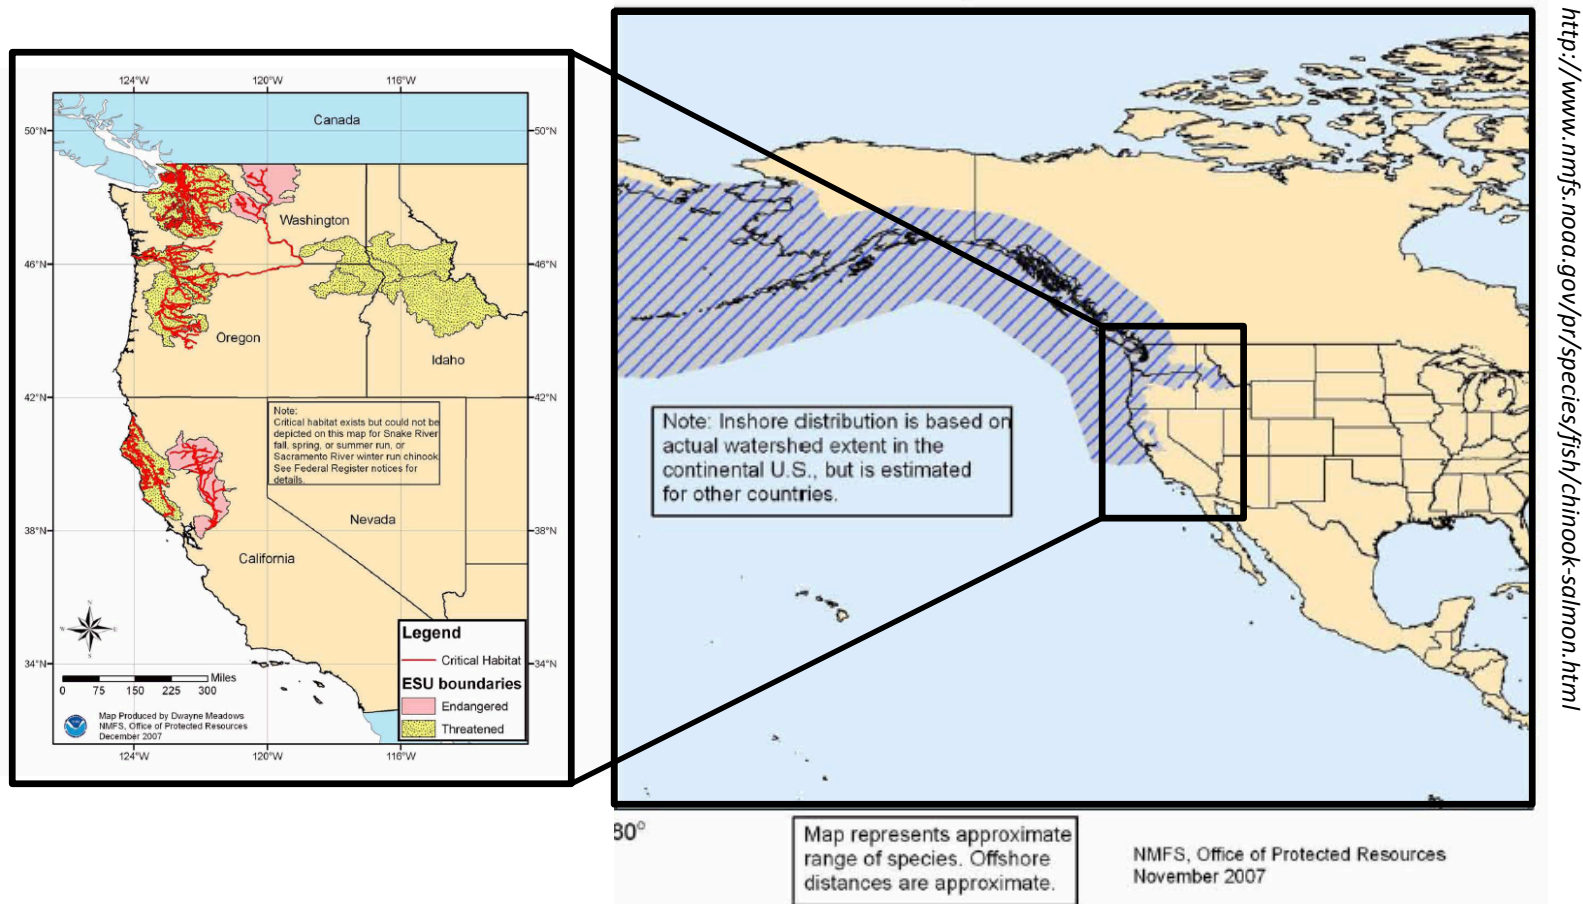 124°W 120°W 116°W
Canada
50°N 50°N
Washington
46°N 46°N
Oregon
Idaho
42°N 42°N
Note:
Critical habitat exists but could not be
depicted on this map for Snake River
fall, spring, or summer run, or
Sacramento River winter run chinook
See Federal Register notices for
details.
Nevada
38°N 38°N
California
N
W E
S
Legend
Critical Habitat
34°N 34°N
ESU boundaries
Miles
0 75 150 225 300
Endangered
Threatened
Map Produced by Dwayne Meadows
NMFS, Office of Protected Resources
December 2007
124°W 120°W 116°W
Note: Inshore distribution is based on
actual watershed extent in the
continental U.S., but is estimated
for other countries.
80°
Map represents approximate
range of species. Offshore
distances are approximate.
NMFS, Office of Protected Resources
November 2007
http://www.nmfs.noaa.gov/pr/species/fish/chinook-salmon.html